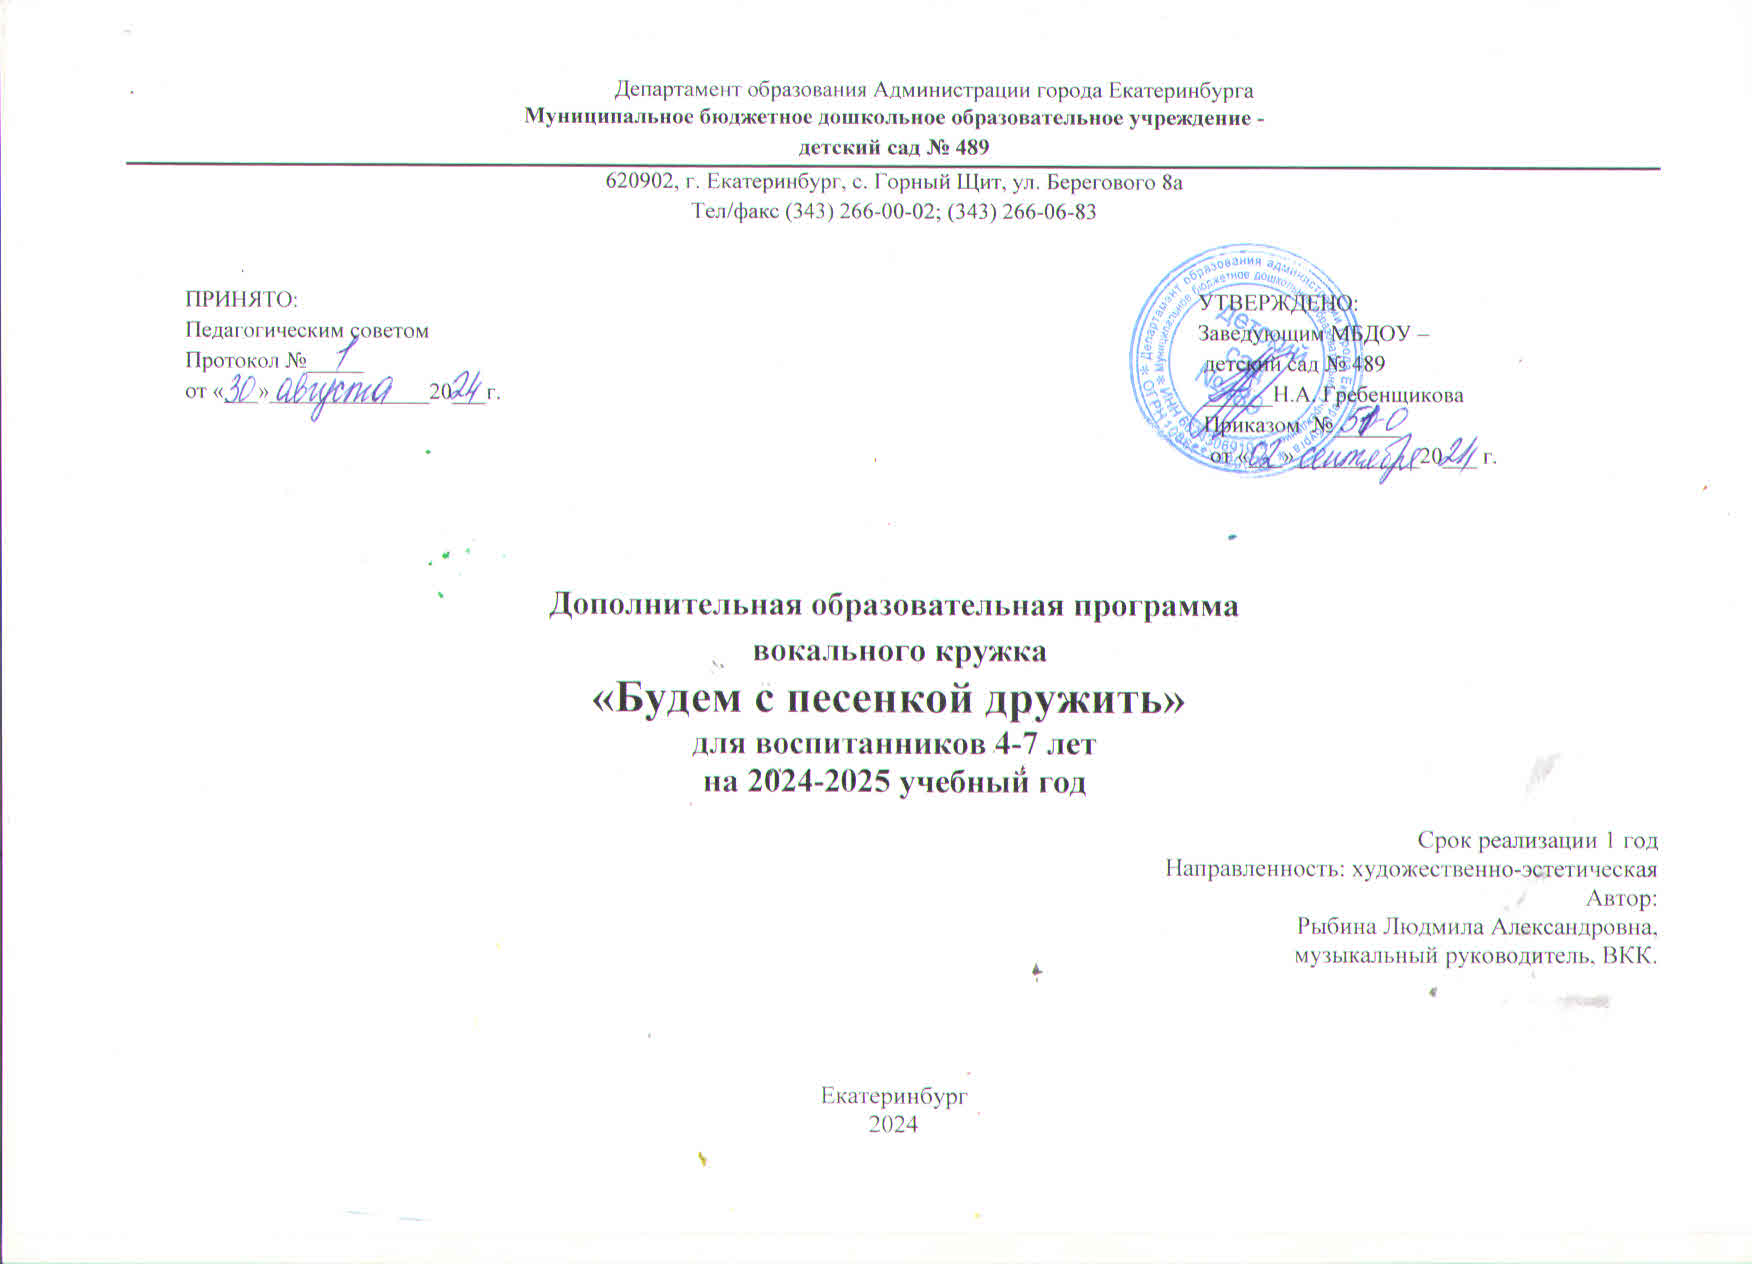 Департамент образования Администрации города Екатеринбурга
Муниципальное бюджетное дошкольное образовательное учреждение -
детский сад № 489
620902, г. Екатеринбург, с. Горный Щит, ул. Берегового 8а
Тел/факс (343) 266-00-02; (343) 266-06-83
ПРИНЯТО:
Педагогическим советом
Протокол № 1
от «30» августа 2024 г.
УТВЕРЖДЕНО:
Заведующим МБДОУ –
детский сад № 489
Н.А. Гребенщикова
Приказом №
от «02» сентября 2024 г.
детский
сад
Дополнительная образовательная программа
вокального кружка
«Будем с песенкой дружить»
для воспитанников 4-7 лет
на 2024-2025 учебный год
Срок реализации 1 год
Направленность: художественно-эстетическая
Автор:
Рыбина Людмила Александровна,
музыкальный руководитель, ВКК.
Екатеринбург
2024